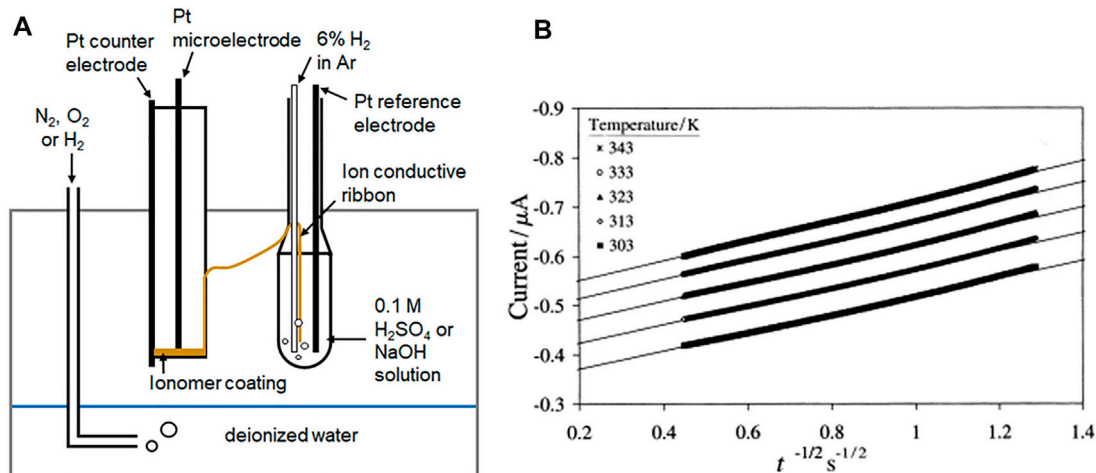 A
Pt
microelectrode
Pt counter
electrode
6% H₂
in Ar
Pt reference
electrode
N₂, O₂
or H₂
Ion conductive
ribbon
0.1 M
H₂SO₄ or
NaOH
solution
Ionomer coating
deionized water
B
-0.9
-0.8
-0.7
-0.6
-0.5
-0.4
-0.3
Current/μA
Temperature/K
343
333
323
313
303
0.2 0.4 0.6 0.8 1 1.2 1.4
t ⁻¹/² s⁻¹/²